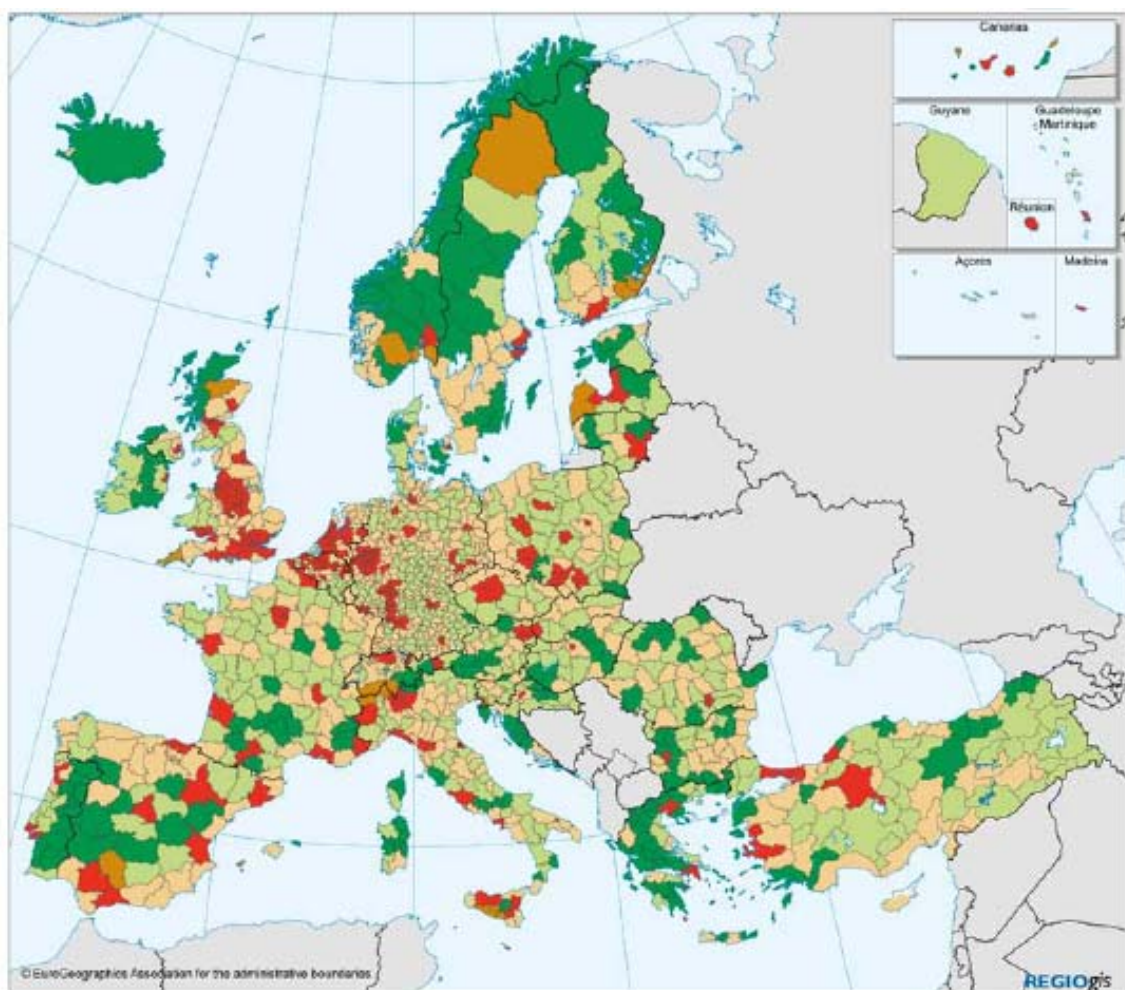 Canarias
Guyane
Guadeloupe
Martinique
Réunion
Açores
Madeira
© EuroGeographics Association for the administrative boundaries
REGIOgis